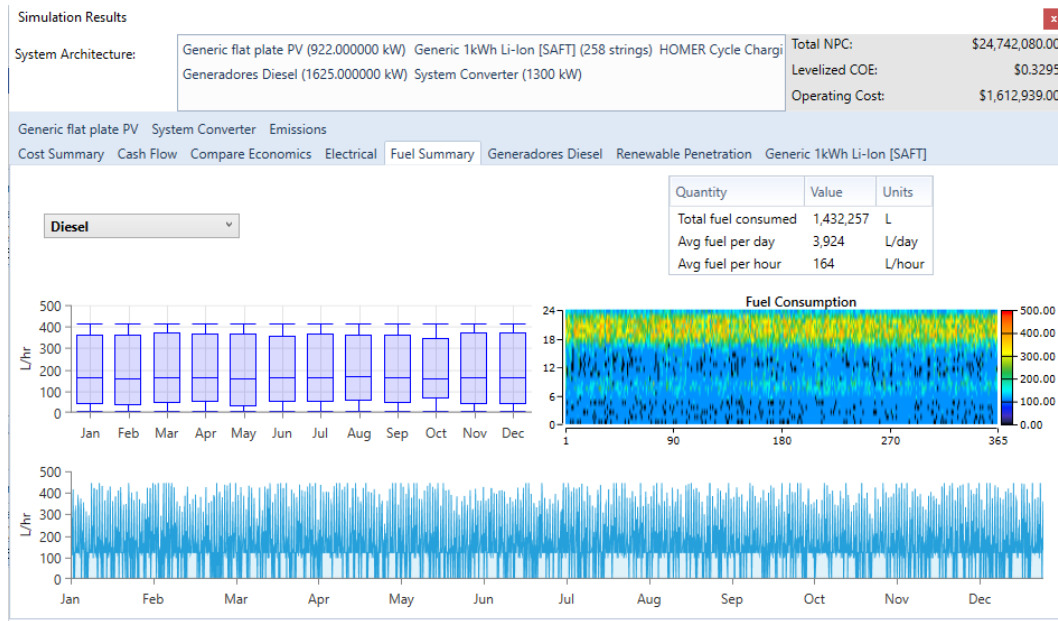 Simulation Results
x
System Architecture:
Generic flat plate PV (922.000000 kW) Generic 1kWh Li-Ion [SAFT] (258 strings) HOMER Cycle Chargi
Generadores Diesel (1625.000000 kW) System Converter (1300 kW)
Total NPC: $24,742,080.00
Levelized COE: $0.3295
Operating Cost: $1,612,939.00
Generic flat plate PV System Converter Emissions
Cost Summary Cash Flow Compare Economics Electrical Fuel Summary Generadores Diesel Renewable Penetration Generic 1kWh Li-Ion [SAFT]
Diesel
Quantity Value Units
Total fuel consumed 1,432,257 L
Avg fuel per day 3,924 L/day
Avg fuel per hour 164 L/hour
L/hr
500
400
300
200
100
0
Jan Feb Mar Apr May Jun Jul Aug Sep Oct Nov Dec
Fuel Consumption
24
18
12
6
0
1 90 180 270 365
500.00
400.00
300.00
200.00
100.00
0.00
L/hr
500
400
300
200
100
0
Jan Feb Mar Apr May Jun Jul Aug Sep Oct Nov Dec